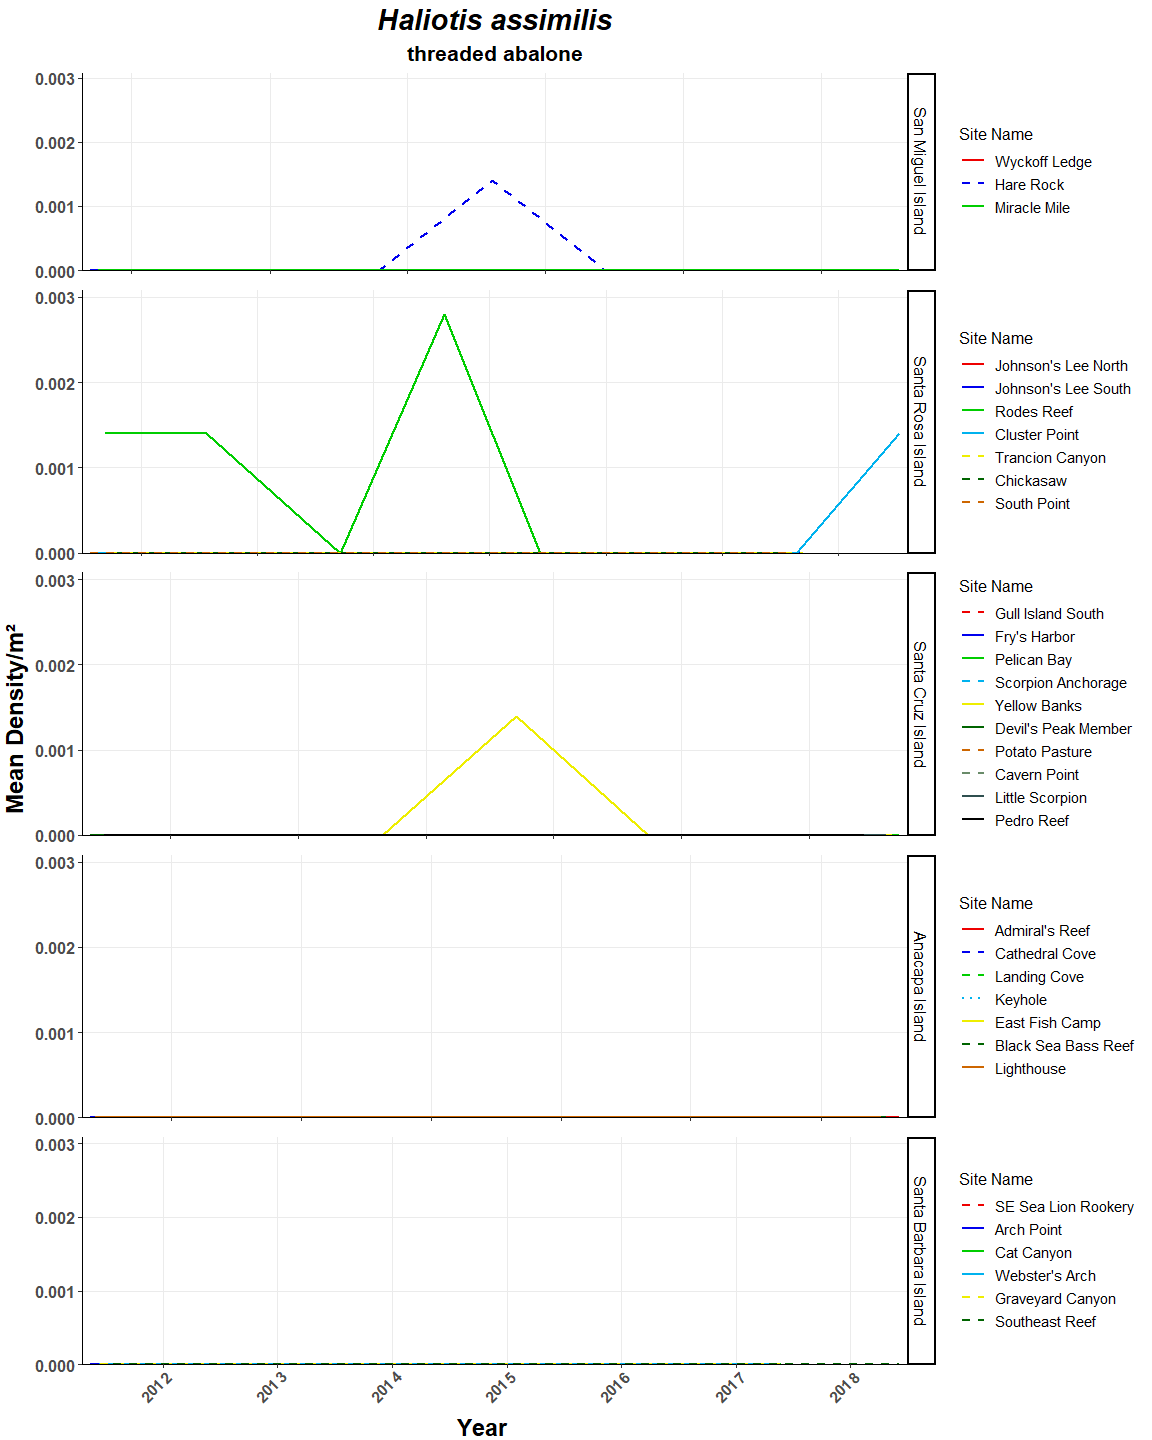 Haliotis assimilis
threaded abalone
Mean Density/m²
0.003
0.002
0.001
0.000
San Miguel Island
Site Name
Wyckoff Ledge
Hare Rock
Miracle Mile
0.003
0.002
0.001
0.000
Santa Rosa Island
Site Name
Johnson's Lee North
Johnson's Lee South
Rodes Reef
Cluster Point
Trancion Canyon
Chickasaw
South Point
0.003
0.002
0.001
0.000
Santa Cruz Island
Site Name
Gull Island South
Fry's Harbor
Pelican Bay
Scorpion Anchorage
Yellow Banks
Devil's Peak Member
Potato Pasture
Cavern Point
Little Scorpion
Pedro Reef
0.003
0.002
0.001
0.000
Anacapa Island
Site Name
Admiral's Reef
Cathedral Cove
Landing Cove
Keyhole
East Fish Camp
Black Sea Bass Reef
Lighthouse
0.003
0.002
0.001
0.000
Santa Barbara Island
Site Name
SE Sea Lion Rookery
Arch Point
Cat Canyon
Webster's Arch
Graveyard Canyon
Southeast Reef
2012
2013
2014
2015
2016
2017
2018
Year